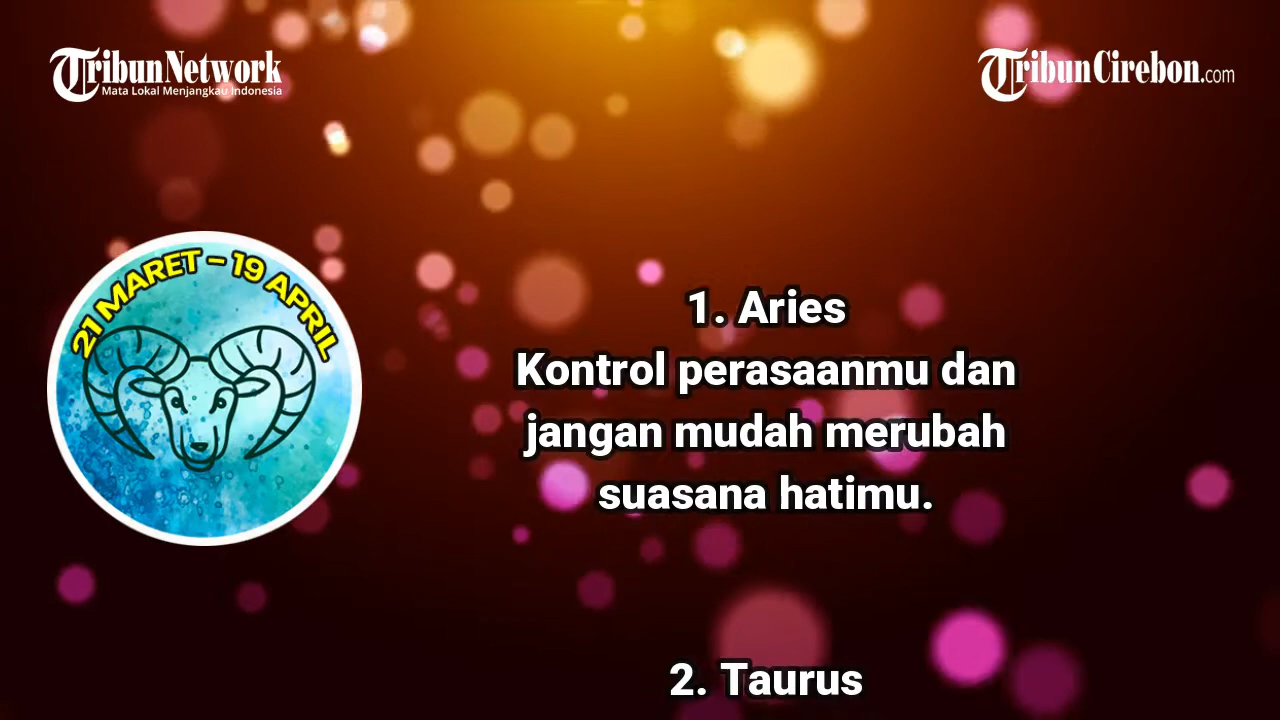 TribunNetwork
Mata Lokal Menjangkau Indonesia
TribunCirebon.com
21 MARET – 19 APRIL
1. Aries
Kontrol perasaanmu dan
jangan mudah merubah
suasana hatimu.
2. Taurus